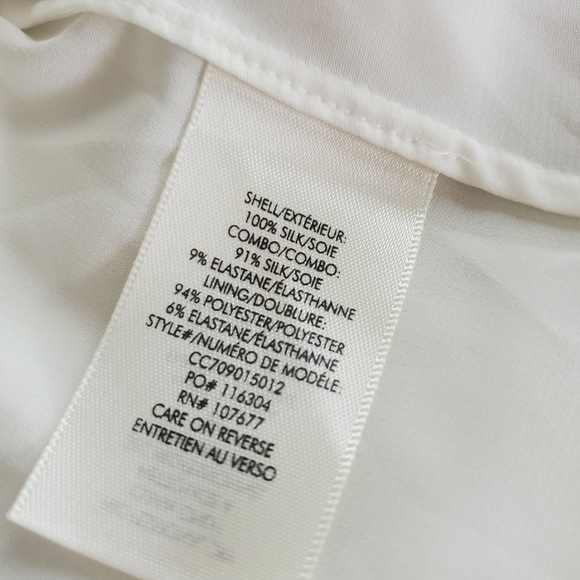 SHELL/EXTÉRIEUR:
100% SILK/SOIE
COMBO/COMBO:
91% SILK/SOIE
9% ELASTANE/ÉLASTHANNE
LINING/DOUBLURE:
94% POLYESTER/POLYESTER
6% ELASTANE/ÉLASTHANNE
STYLE#/NUMÉRO DE MODÉLE:
CC709015012
PO# 116304
RN# 107677
CARE ON REVERSE
ENTRETIEN AU VERSO